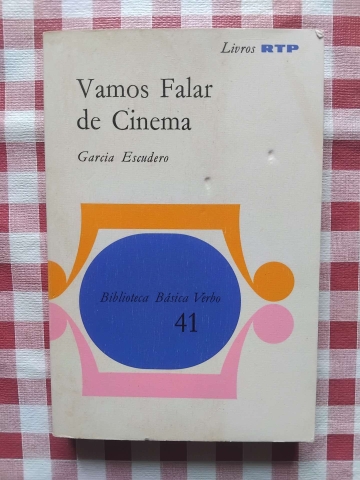 Livros RTP
Vamos Falar
de Cinema
Garcia Escudero
Biblioteca Básica Verbo
41